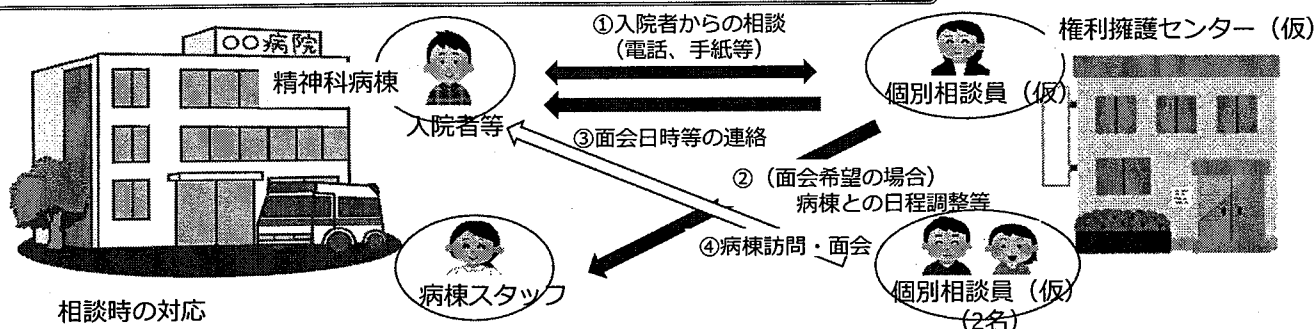 ○○病院
精神科病棟
入院者等
①入院者からの相談
（電話、手紙等）
権利擁護センター（仮）
個別相談員（仮）
③面会日時等の連絡
②（面会希望の場合）
病棟との日程調整等
④病棟訪問・面会
病棟スタッフ
個別相談員（仮）
（2名）
相談時の対応